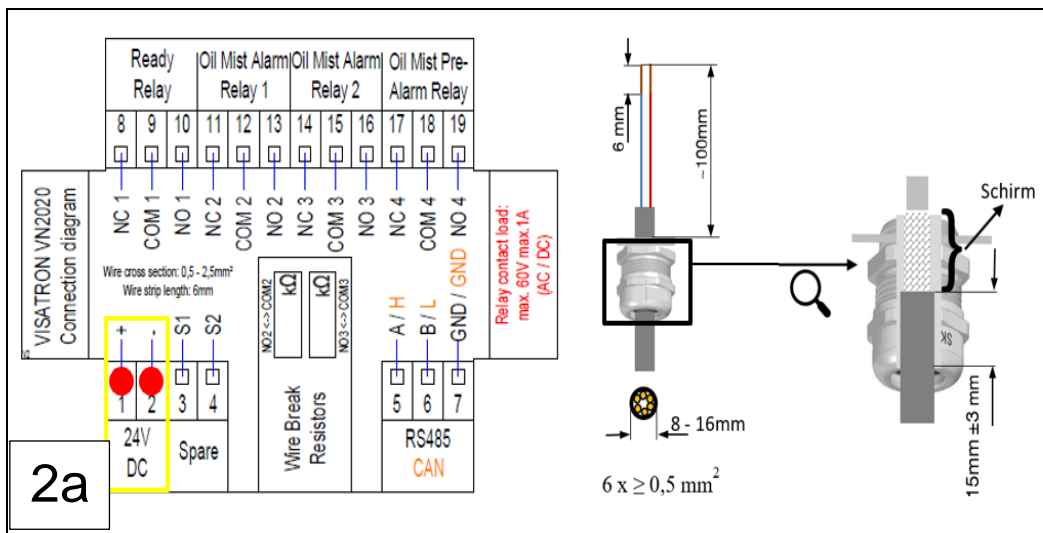 Ready
Relay
Oil Mist Alarm
Relay 1
Oil Mist Alarm
Relay 2
Oil Mist Pre-
Alarm Relay
8 9 10 11 12 13 14 15 16 17 18 19
NC 1
COM 1
NO 1
NC 2
COM 2
NO 2
NC 3
COM 3
NO 3
NC 4
COM 4
NO 4
VISATRON VN2020
Connection diagram
V2
Wire cross section: 0,5 - 2,5mm²
Wire strip length: 6mm
Relay contact load:
max. 60V max.1A
(AC / DC)
+
-
S1
S2
NO2 <-> COM2
kΩ
kΩ
NO3 <-> COM3
A / H
B / L
GND / GND
1 2 3 4
5 6 7
24V
DC
Spare
Wire Break
Resistors
RS485
CAN
2a
6 mm
~100mm
8 - 16mm
6 x ≥ 0,5 mm²
Schirm
SK
15mm ±3 mm